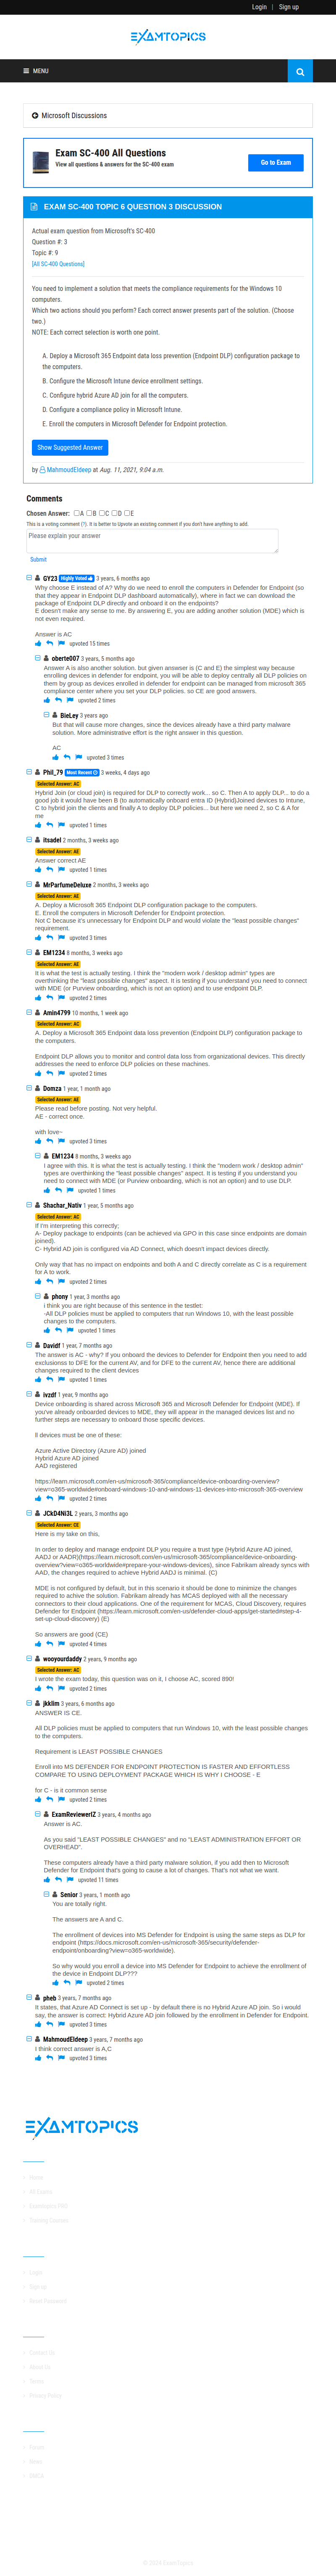 Login | Sign up
EXAMTOPICS
MENU
Microsoft Discussions
Exam SC-400 All Questions
View all questions & answers for the SC-400 exam
Go to Exam
EXAM SC-400 TOPIC 6 QUESTION 3 DISCUSSION
Actual exam question from Microsoft's SC-400
Question #: 3
Topic #: 9
[All SC-400 Questions]
You need to implement a solution that meets the compliance requirements for the Windows 10
computers.
Which two actions should you perform? Each correct answer presents part of the solution. (Choose
two.)
NOTE: Each correct selection is worth one point.
A. Deploy a Microsoft 365 Endpoint data loss prevention (Endpoint DLP) configuration package to
the computers.
B. Configure the Microsoft Intune device enrollment settings.
C. Configure hybrid Azure AD join for all the computers.
D. Configure a compliance policy in Microsoft Intune.
E. Enroll the computers in Microsoft Defender for Endpoint protection.
Show Suggested Answer
by MahmoudEldeep at Aug. 11, 2021, 9:04 a.m.
Comments
Chosen Answer: A B C D E
This is a voting comment (?). It is better to Upvote an existing comment if you don't have anything to add.
Please explain your answer
Submit
GY23 Highly Voted 3 years, 6 months ago
Why choose E instead of A? Why do we need to enroll the computers in Defender for Endpoint (so
that they appear in Endpoint DLP dashboard automatically), where in fact we can download the
package of Endpoint DLP directly and onboard it on the endpoints?
E doesn't make any sense to me. By answering E, you are adding another solution (MDE) which is
not even required.
Answer is AC
upvoted 15 times
oberte007 3 years, 5 months ago
Answer A is also another solution, but given answswer is (C and E) the simplest way because
enrolling devices in defender for endpoint, you will be able to deploy centrally all DLP policies on
them by group as devices enrolled in defender for endpoint can be managed from microsoft 365
compliance center where you set your dlp policies. so CE are good answers.
upvoted 2 times
BieLey 3 years ago
But that will cause more changes, since the devices already have a third party malware
solution. More administrative effort is the right answer in this question.
AC
upvoted 3 times
Phil_79 Most Recent 3 weeks, 4 days ago
Selected Answer: AC
Hybrid Join (or cloud join) is required for DLP to correctly work... so C. Then A to apply DLP... to do a
good job it would have been B (to automatically onboard entra ID (Hybrid)Joined device to Intune,
C to hybrid join the clients and finally A to deploy DLP policy... but here we need 2, so C & A for
me
upvoted 1 times
itsadel 2 months, 3 weeks ago
Selected Answer: AE
Answer correct AE
upvoted 1 times
MrParfumeDeluxe 2 months, 3 weeks ago
Selected Answer: AE
A. Deploy a Microsoft 365 Endpoint DLP configuration package to the computers.
E. Enroll the computers in Microsoft Defender for Endpoint protection.
Not C because it's unnecessary for Endpoint DLP and would violate the "least possible changes"
requirement.
upvoted 3 times
EM1234 8 months, 3 weeks ago
Selected Answer: AE
It is what the test is actually testing. I think the "modern work / desktop admin" types are
overthinking the "least possible changes" aspect. It is testing if you understand you need to connect
with MDE (or Purview onboarding, which is not an option) and to use endpoint DLP.
upvoted 2 times
Amin4799 10 months, 1 week ago
Selected Answer: AC
A. Deploy a Microsoft 365 Endpoint data loss prevention (Endpoint DLP) configuration package to
the computers.
Endpoint DLP allows you to monitor and control data loss from organizational devices. This directly
addresses the need to enforce DLP policies on these machines.
upvoted 2 times
Domza 1 year, 1 month ago
Selected Answer: AE
Please read before posting. Not very helpful.
AE - correct once.
with love~
upvoted 3 times
EM1234 8 months, 3 weeks ago
I agree with this. It is what the test is actually testing. I think the "modern work / desktop admin"
types are overthinking the "least possible changes" aspect. It is testing if you understand you
need to connect with MDE (or Purview onboarding, which is not an option) and to use DLP.
upvoted 1 times
Shachar_Nativ 1 year, 5 months ago
Selected Answer: AC
If I'm interpreting this correctly;
A- Deploy package to endpoints (can be achieved via GPO in this case since endpoints are domain
joined).
C- Hybrid AD join is configured via AD Connect, which doesn't impact devices directly.
Only way that has no impact on endpoints and both A and C directly correlate as C is a requirement
for A to work.
upvoted 2 times
phony 1 year, 3 months ago
i think you are right because of this sentence in the testlet:
-All DLP policies must be applied to computers that run Windows 10, with the least possible
changes to the computers.
upvoted 1 times
Davidf 1 year, 7 months ago
The answer is AC - why? If you onboard the devices to Defender for Endpoint then you need to add
exclusions to DFE for the current AV, and for DFE to the current AV, hence there are additional
changes required to the client devices
upvoted 1 times
ivzdf 1 year, 9 months ago
Device onboarding is shared across Microsoft 365 and Microsoft Defender for Endpoint (MDE). If
you've already onboarded devices to MDE, they will appear in the managed devices list and no
further steps are necessary to onboard those specific devices.
ll devices must be one of these:
Azure Active Directory (Azure AD) joined
Hybrid Azure AD joined
AAD registered
https://learn.microsoft.com/en-us/microsoft-365/compliance/device-onboarding-overview?
view=o365-worldwide#onboard-windows-10-and-windows-11-devices-into-microsoft-365-overview
upvoted 2 times
JCkD4Ni3L 2 years, 3 months ago
Selected Answer: CE
Here is my take on this,
In order to deploy and manage endpoint DLP you require a trust type (Hybrid Azure AD joined,
AADJ or AADR)(https://learn.microsoft.com/en-us/microsoft-365/compliance/device-onboarding-
overview?view=o365-worldwide#prepare-your-windows-devices), since Fabrikam already syncs with
AAD, the changes required to achieve Hybrid AADJ is minimal. (C)
MDE is not configured by default, but in this scenario it should be done to minimize the changes
required to achieve the solution. Fabrikam already has MCAS deployed and all employees store
their work to their cloud applications. One of the requirement for MCAS, Cloud Discovery, requires
Defender for Endpoint (https://learn.microsoft.com/en-us/defender-cloud-apps/get-started#step-4-
set-up-cloud-discovery) (E)
So answers are good (CE)
upvoted 4 times
wooyourdaddy 2 years, 9 months ago
Selected Answer: AC
I wrote the exam today, this question was on it, I choose AC, scored 890!
upvoted 2 times
jkklim 3 years, 6 months ago
ANSWER IS CE.
All DLP policies must be applied to computers that run Windows 10, with the least possible changes
to the computers.
Requirement is LEAST POSSIBLE CHANGES
Enroll into MS DEFENDER FOR ENDPOINT PROTECTION IS FASTER AND EFFORTLESS
COMPARE TO USING DEPLOYMENT PACKAGE WHICH IS WHY I CHOOSE - E
for C - is it common sense
upvoted 2 times
ExamReviewerIZ 3 years, 4 months ago
Answer is AC.
As you said "LEAST POSSIBLE CHANGES" and no "LEAST ADMINISTRATION EFFORT OR
OVERHEAD".
These computers already have a third party malware solution, if you add then to Microsoft
Defender for Endpoint that's going to cause a lot of changes. That's not what we want.
upvoted 11 times
Senior 3 years, 1 month ago
You are totally right.
The answers are A and C.
The enrollment of devices into MS Defender for Endpoint is using the same steps as DLP for
endpoint (https://docs.microsoft.com/en-us/microsoft-365/security/defender-
endpoint/onboarding?view=o365-worldwide).
So why would you enroll a device into MS Defender for Endpoint to achieve the enrollment of
the device in Endpoint DLP???
upvoted 2 times
pheb 3 years, 7 months ago
It states, that Azure AD Connect is set up - by default there is no Hybrid Azure AD join. So i would
say, the answer is correct: Hybrid Azure AD join followed by the enrollment in Defender for Endpoint.
upvoted 3 times
MahmoudEldeep 3 years, 7 months ago
I think correct answer is A,C
upvoted 3 times
EXAMTOPICS
Home
All Exams
Training Courses
Login
Sign up
Reset Password
Contact Us
About Us
Terms
Privacy Policy
Forum
News
DMCA
© 2024 ExamTopics